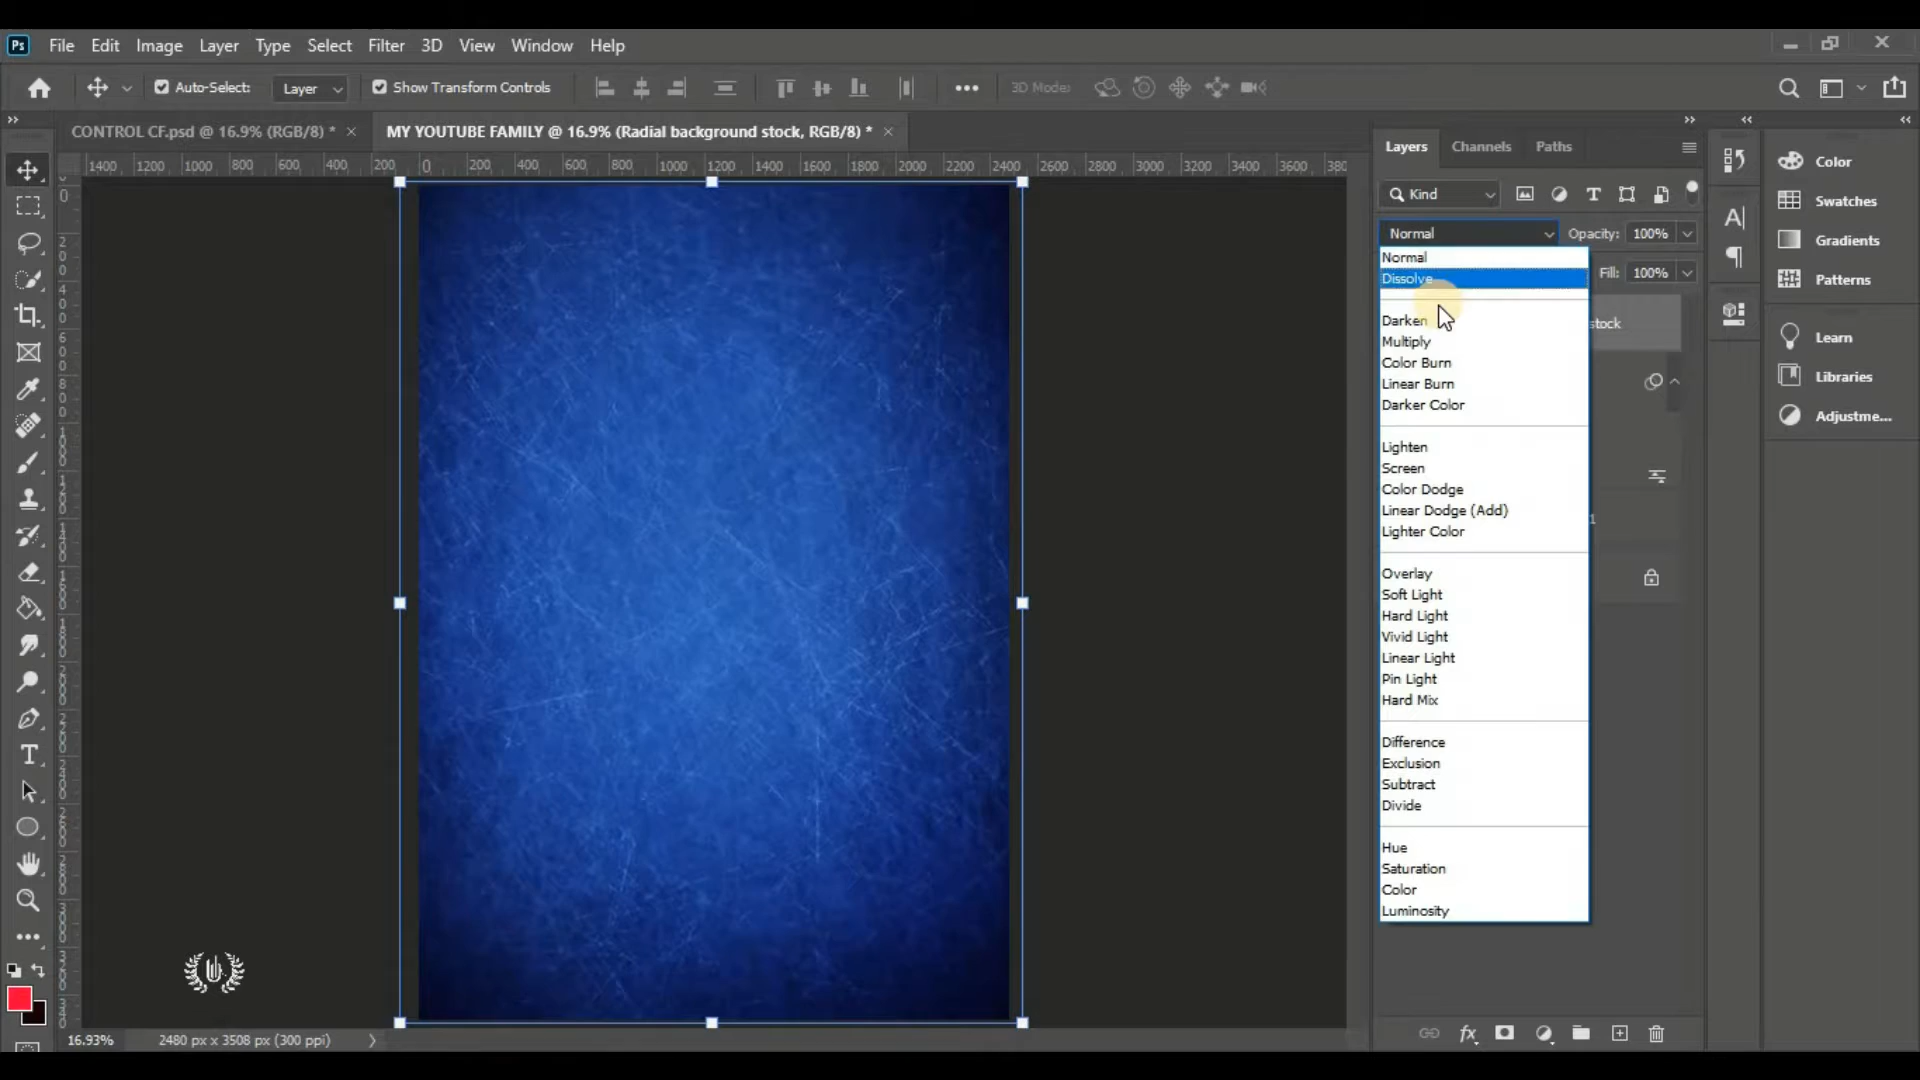 Ps File Edit Image Layer Type Select Filter 3D View Window Help
Auto-Select: Layer Show Transform Controls 3D Mode:
CONTROL CF.psd @ 16.9% (RGB/8) * × MY YOUTUBE FAMILY @ 16.9% (Radial background stock, RGB/8) * ×
1400 1200 1000 800 600 400 200 0 200 400 600 800 1000 1200 1400 1600 1800 2000 2200 2400 2600 2800 3000 3200 3400 3600 380
Layers Channels Paths
Kind
Normal Opacity: 100%
Fill: 100%
Normal
Dissolve
Darken
Multiply
Color Burn
Linear Burn
Darker Color
Lighten
Screen
Color Dodge
Linear Dodge (Add)
Lighter Color
Overlay
Soft Light
Hard Light
Vivid Light
Linear Light
Pin Light
Hard Mix
Difference
Exclusion
Subtract
Divide
Hue
Saturation
Color
Luminosity
stock
1
Color
Swatches
Gradients
Patterns
Learn
Libraries
Adjustme...
16.93% 2480 px x 3508 px (300 ppi)